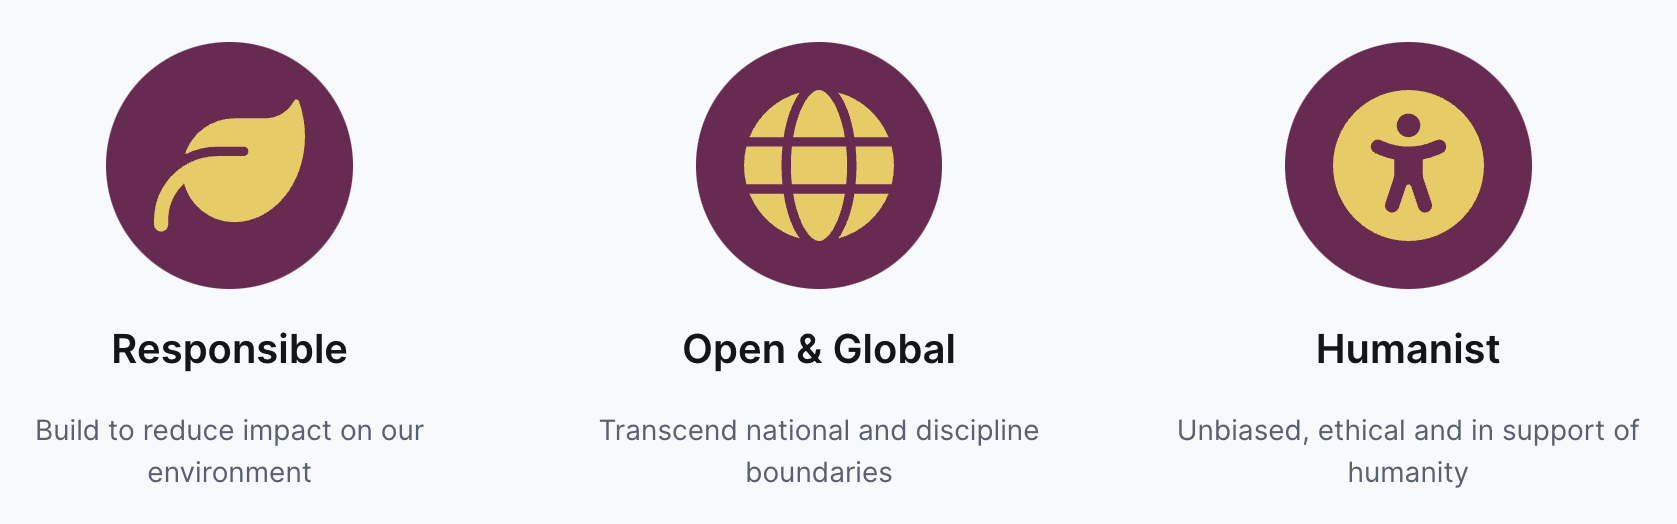 Responsible
Build to reduce impact on our
environment
Open & Global
Transcend national and discipline
boundaries
Humanist
Unbiased, ethical and in support of
humanity